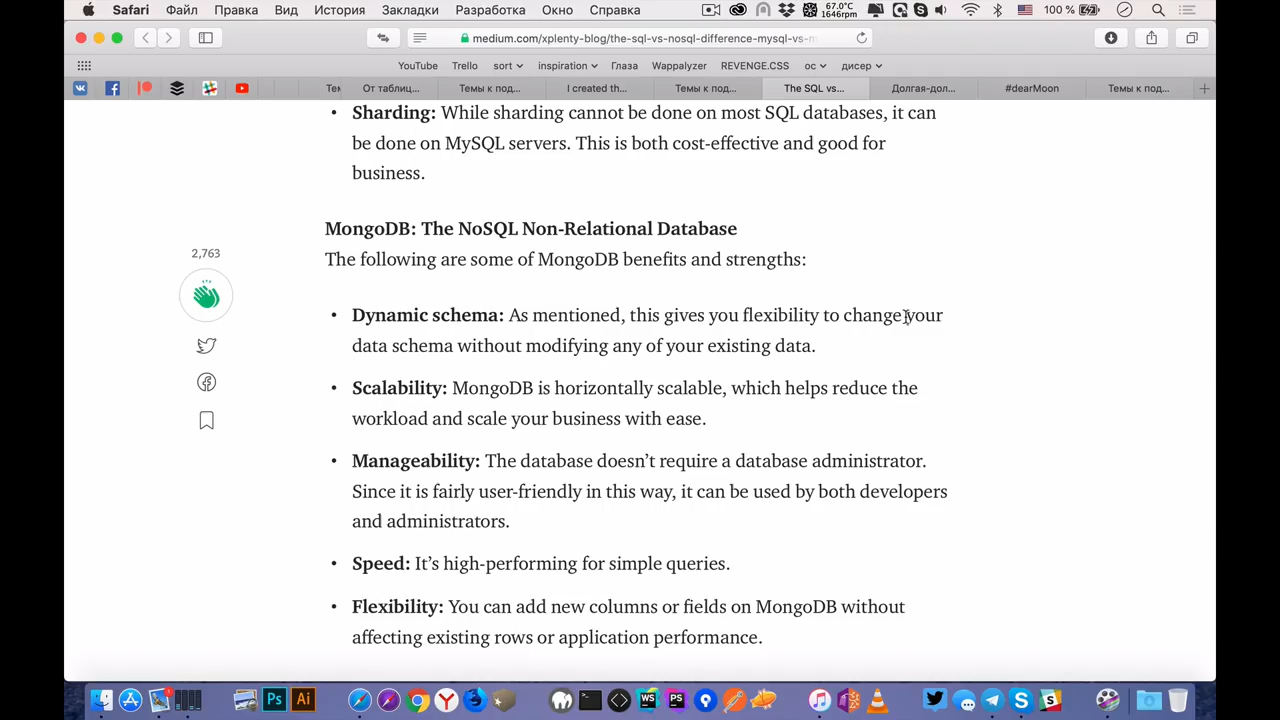 Safari Файл Правка Вид История Закладки Разработка Окно Справка 67.0°C 1646rpm 100 %
medium.com/xplenty-blog/the-sql-vs-nosql-difference-mysql-vs-m
YouTube Trello sort inspiration Глаза Wappalyzer REVENGE.CSS ос дисер
Тем От таблиц... Темы к под... I created th... Темы к под... The SQL vs... Долгая-дол... #dearMoon Темы к под...
• Sharding: While sharding cannot be done on most SQL databases, it can
be done on MySQL servers. This is both cost-effective and good for
business.
MongoDB: The NoSQL Non-Relational Database
The following are some of MongoDB benefits and strengths:
2,763
• Dynamic schema: As mentioned, this gives you flexibility to change your
data schema without modifying any of your existing data.
• Scalability: MongoDB is horizontally scalable, which helps reduce the
workload and scale your business with ease.
• Manageability: The database doesn’t require a database administrator.
Since it is fairly user-friendly in this way, it can be used by both developers
and administrators.
• Speed: It’s high-performing for simple queries.
• Flexibility: You can add new columns or fields on MongoDB without
affecting existing rows or application performance.
Ps Ai WS PS